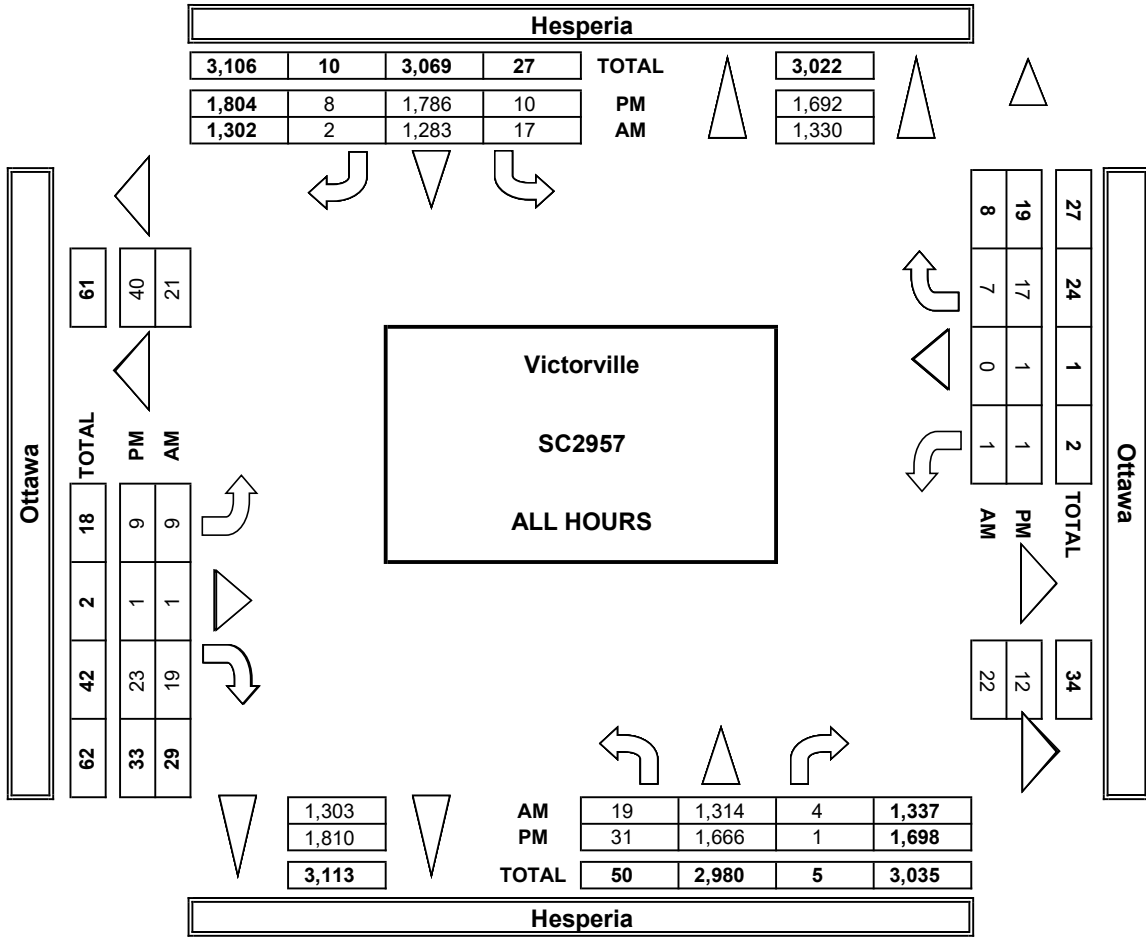 Hesperia
3,106 10 3,069 27 TOTAL 3,022
1,804 8 1,786 10 PM 1,692
1,302 2 1,283 17 AM 1,330
Ottawa
61 40 21
TOTAL PM AM
18 9 9
2 1 1
42 23 19
62 33 29
Victorville
SC2957
ALL HOURS
8 19 27
7 17 24
0 1 1
1 1 2
AM PM TOTAL
22 12 34
Ottawa
1,303 AM 19 1,314 4 1,337
1,810 PM 31 1,666 1 1,698
3,113 TOTAL 50 2,980 5 3,035
Hesperia